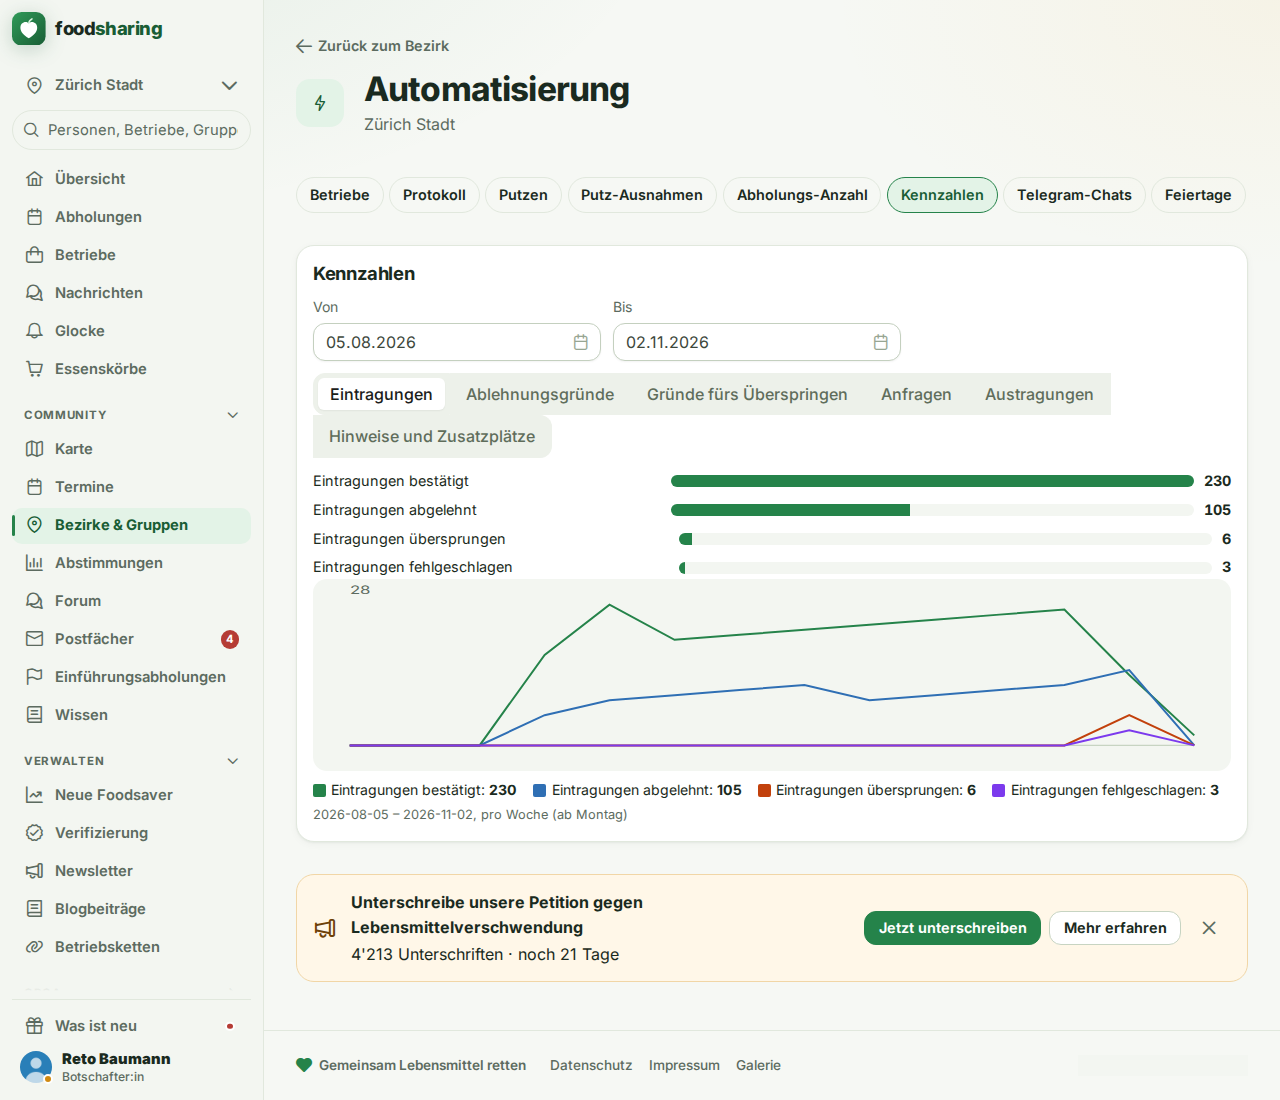 foodsharing
Zürich Stadt
Personen, Betriebe, Grupp
Übersicht
Abholungen
Betriebe
Nachrichten
Glocke
Essenskörbe
COMMUNITY
Karte
Termine
Bezirke & Gruppen
Abstimmungen
Forum
Postfächer 4
Einführungsabholungen
Wissen
VERWALTEN
Neue Foodsaver
Verifizierung
Newsletter
Blogbeiträge
Betriebsketten
Was ist neu
Reto Baumann
Botschafter:in
Zurück zum Bezirk
Automatisierung
Zürich Stadt
Betriebe Protokoll Putzen Putz-Ausnahmen Abholungs-Anzahl Kennzahlen Telegram-Chats Feiertage
Kennzahlen
Von Bis
05.08.2026 02.11.2026
Eintragungen Ablehnungsgründe Gründe fürs Überspringen Anfragen Austragungen
Hinweise und Zusatzplätze
Eintragungen bestätigt 230
Eintragungen abgelehnt 105
Eintragungen übersprungen 6
Eintragungen fehlgeschlagen 3
28
Eintragungen bestätigt: 230 Eintragungen abgelehnt: 105 Eintragungen übersprungen: 6 Eintragungen fehlgeschlagen: 3
2026-08-05 – 2026-11-02, pro Woche (ab Montag)
Unterschreibe unsere Petition gegen
Lebensmittelverschwendung
4'213 Unterschriften · noch 21 Tage
Jetzt unterschreiben Mehr erfahren
Gemeinsam Lebensmittel retten Datenschutz Impressum Galerie